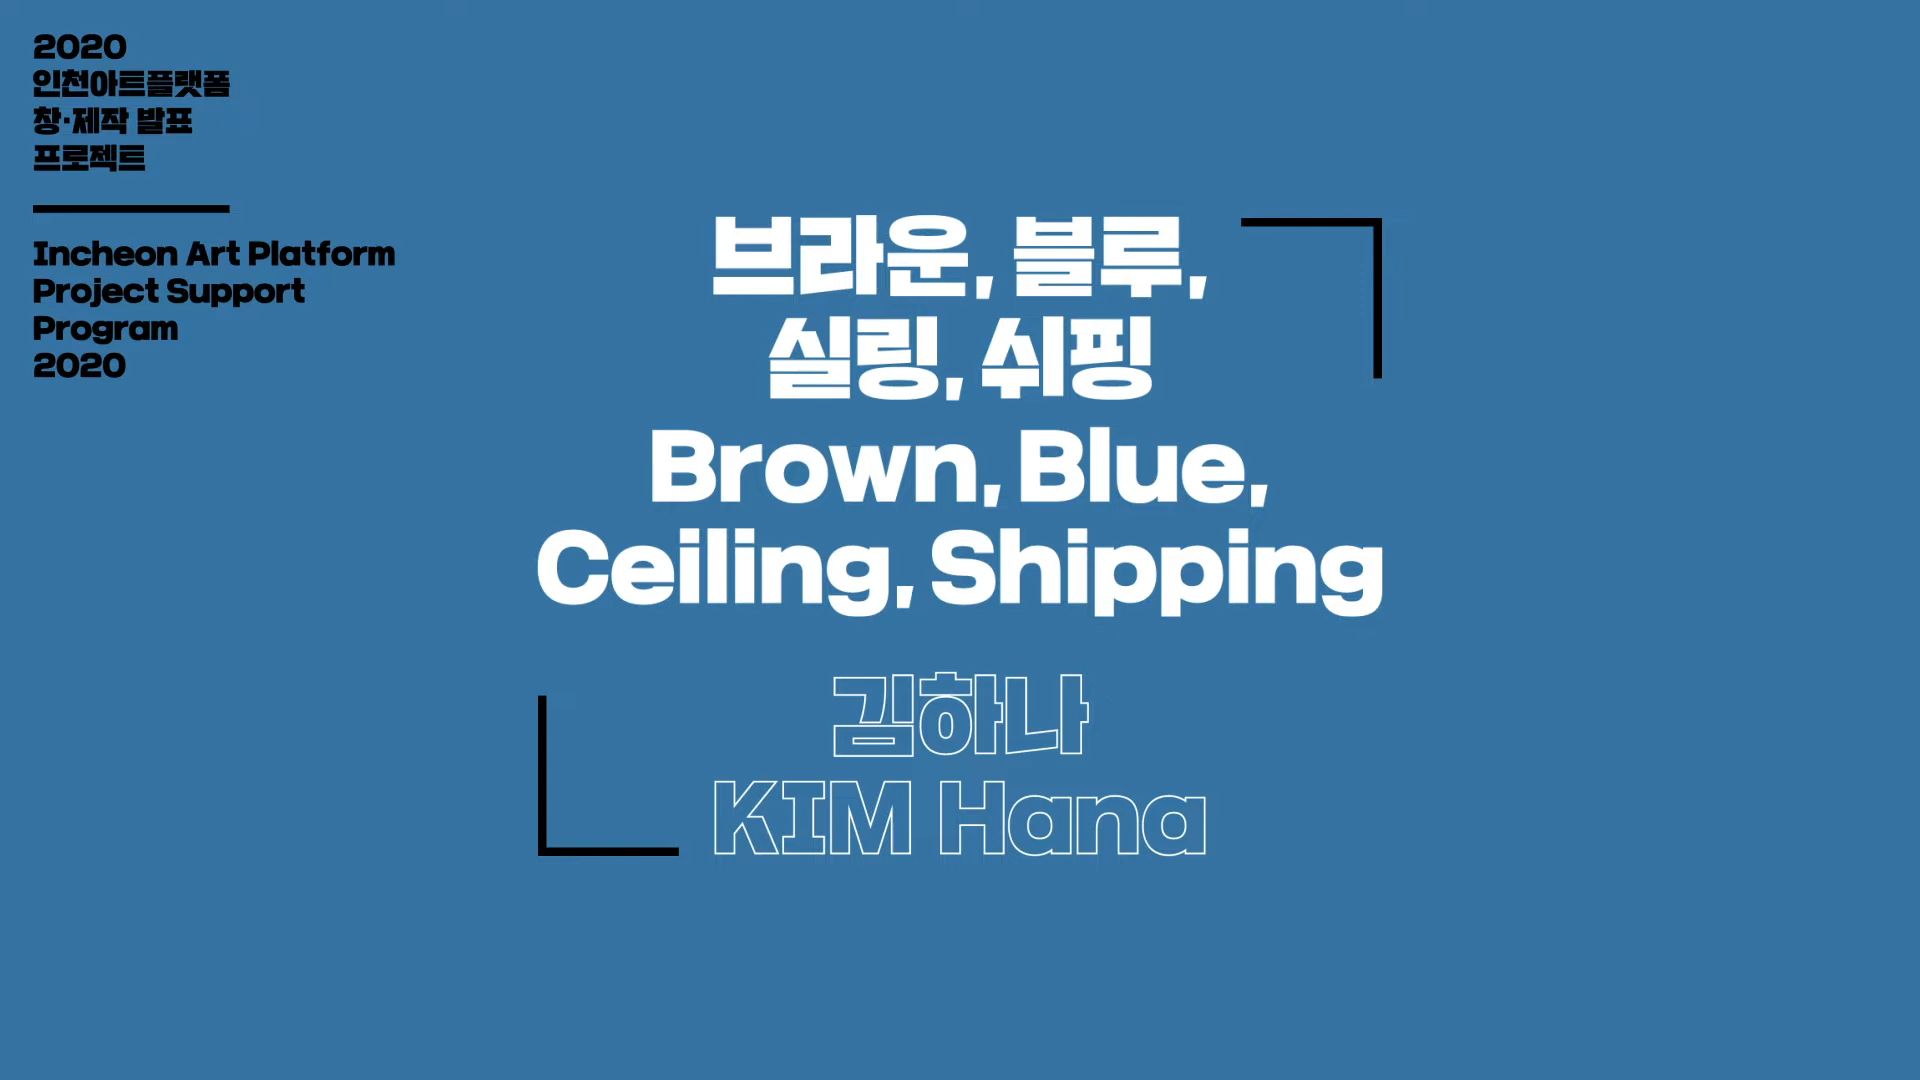 2020
인천아트플랫폼
창·제작 발표
프로젝트
Incheon Art Platform
Project Support
Program
2020
브라운, 블루,
실링, 쉬핑
Brown, Blue,
Ceiling, Shipping
김하나
KIM Hana